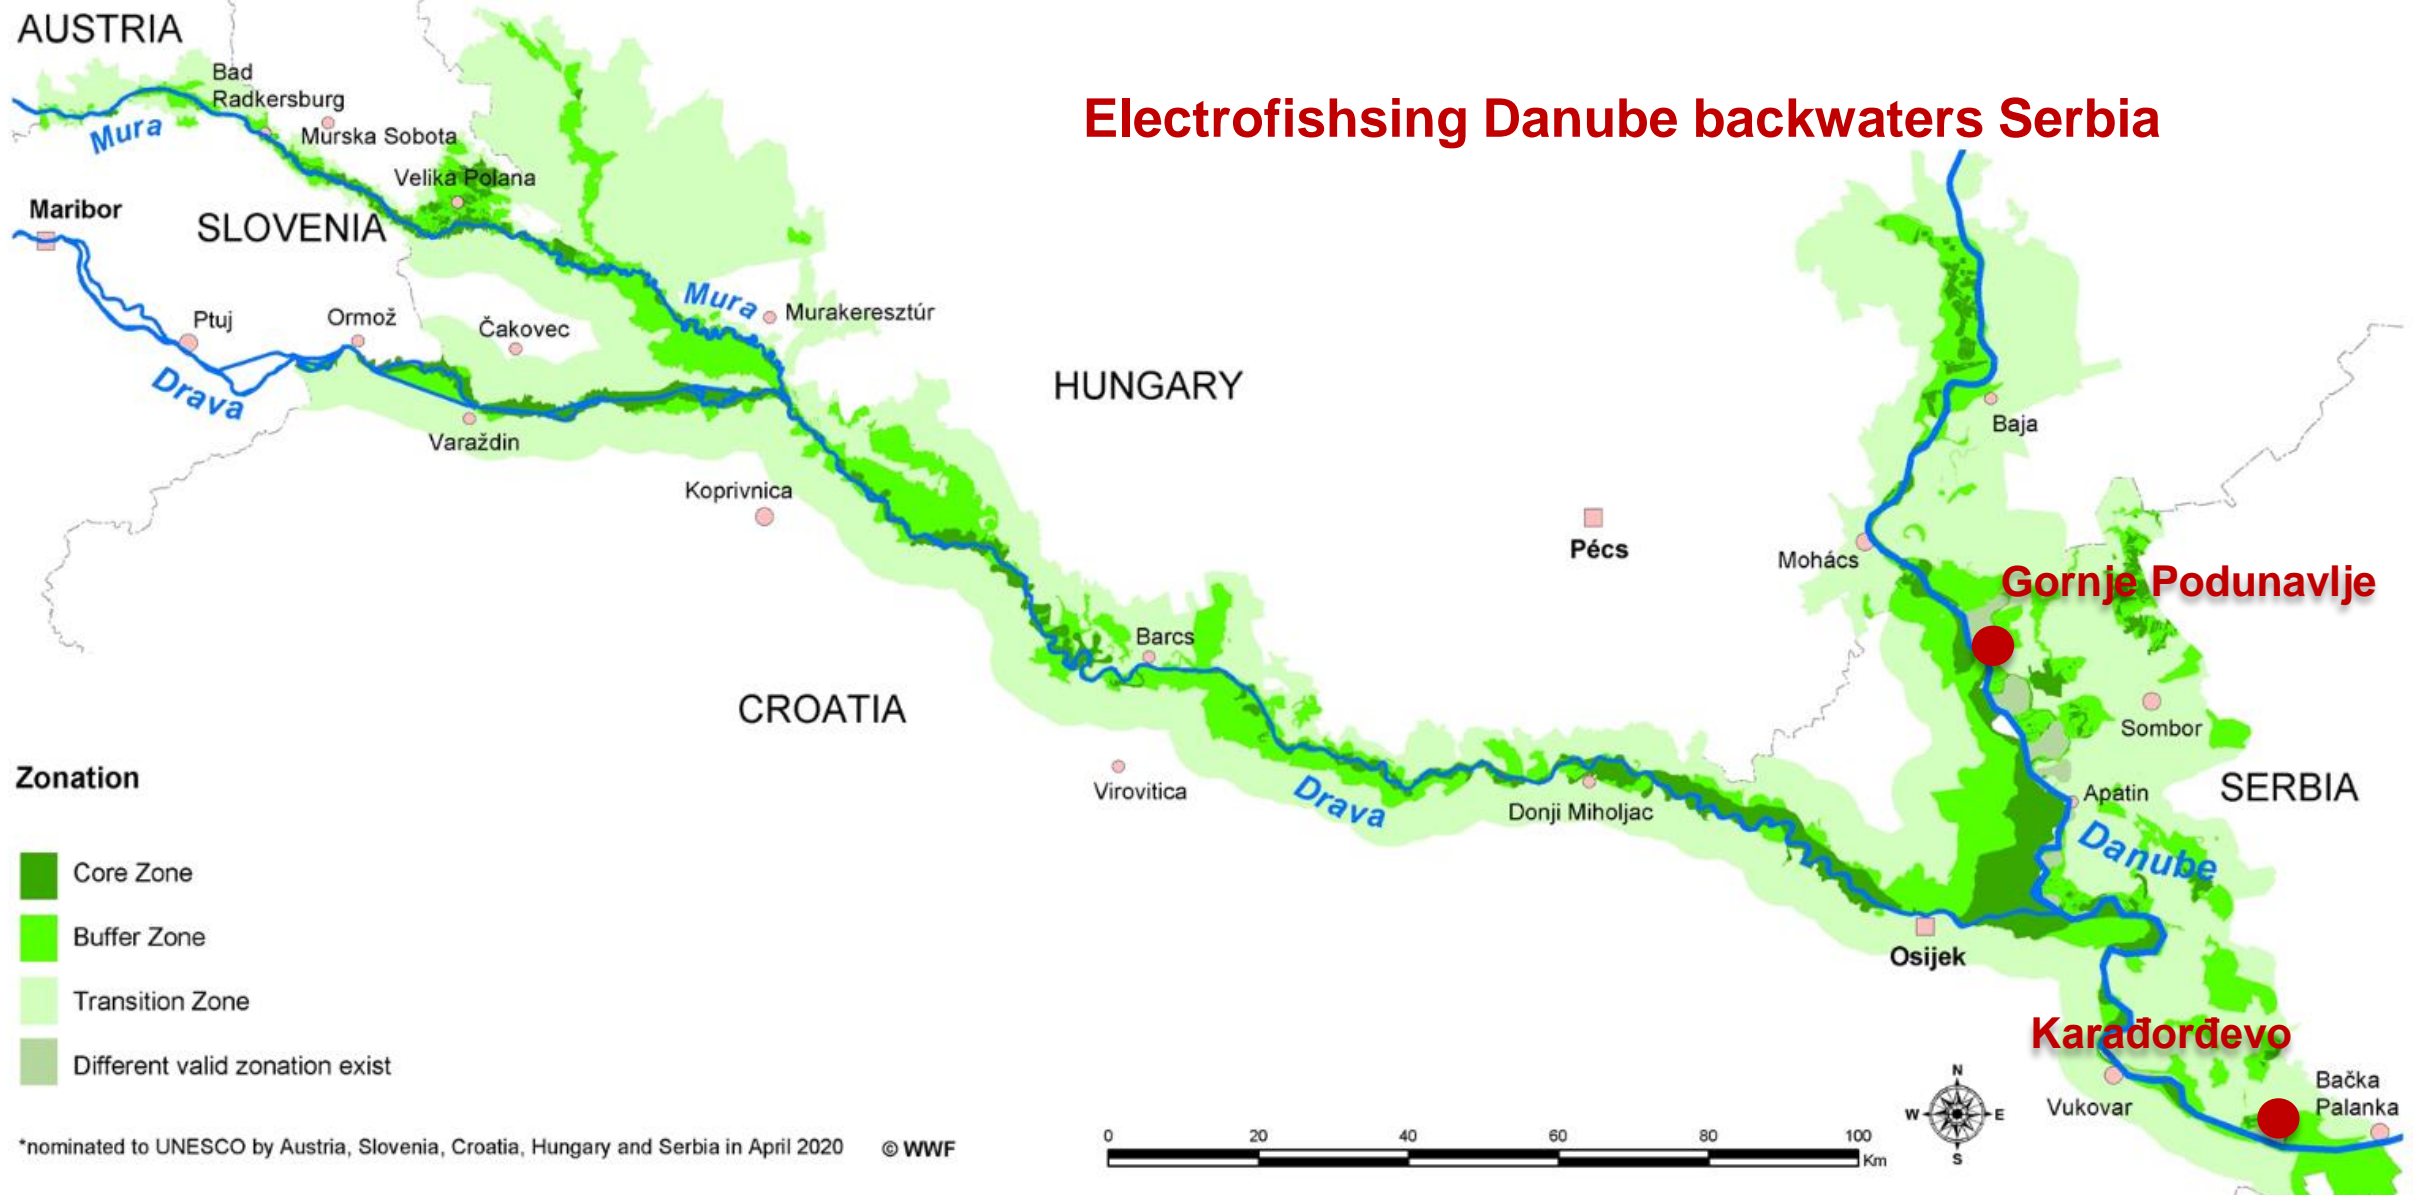 AUSTRIA
Bad
Radkersburg
Mura
Murska Sobota
Velika Polana
Maribor
SLOVENIA
Electrofishsing Danube backwaters Serbia
Mura
Murakeresztúr
Ptuj
Ormož
Čakovec
Drava
Varaždin
HUNGARY
Baja
Koprivnica
Pécs
Mohács
Gornje Podunavlje
Barcs
CROATIA
Sombor
Virovitica
Drava
Donji Miholjac
SERBIA
Apatin
Danube
Osijek
Karađorđevo
Vukovar
Bačka
Palanka
Zonation
Core Zone
Buffer Zone
Transition Zone
Different valid zonation exist
*nominated to UNESCO by Austria, Slovenia, Croatia, Hungary and Serbia in April 2020 © WWF
0 20 40 60 80 100
Km
N
W E
S